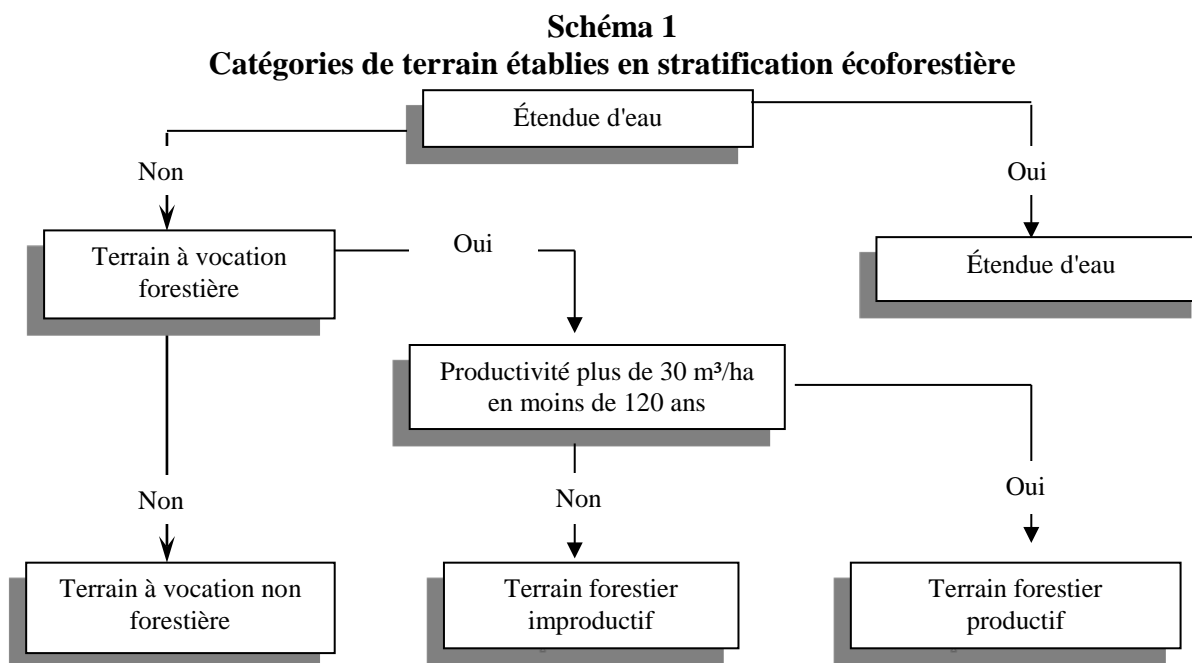 Schéma 1
Catégories de terrain établies en stratification écoforestière
Étendue d'eau
Non
Oui
Terrain à vocation
forestière
Oui
Étendue d'eau
Productivité plus de 30 m³/ha
en moins de 120 ans
Non
Non
Oui
Terrain à vocation non
forestière
Terrain forestier
improductif
Terrain forestier
productif